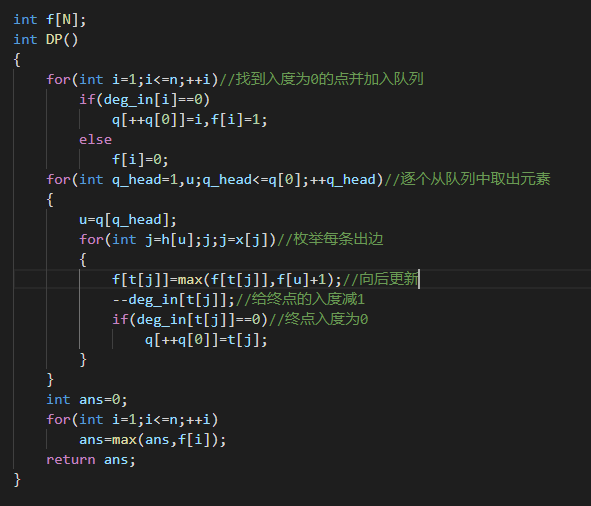 int f[N];
int DP()
{
    for(int i=1;i<=n;++i)//找到入度为0的点并加入队列
        if(deg_in[i]==0)
            q[++q[0]]=i,f[i]=1;
        else
            f[i]=0;
    for(int q_head=1,u;q_head<=q[0];++q_head)//逐个从队列中取出元素
    {
        u=q[q_head];
        for(int j=h[u];j;j=x[j])//枚举每条出边
        {
            f[t[j]]=max(f[t[j]],f[u]+1);//向后更新
            --deg_in[t[j]];//给终点的入度减1
            if(deg_in[t[j]]==0)//终点入度为0
                q[++q[0]]=t[j];
        }
    }
    int ans=0;
    for(int i=1;i<=n;++i)
        ans=max(ans,f[i]);
    return ans;
}